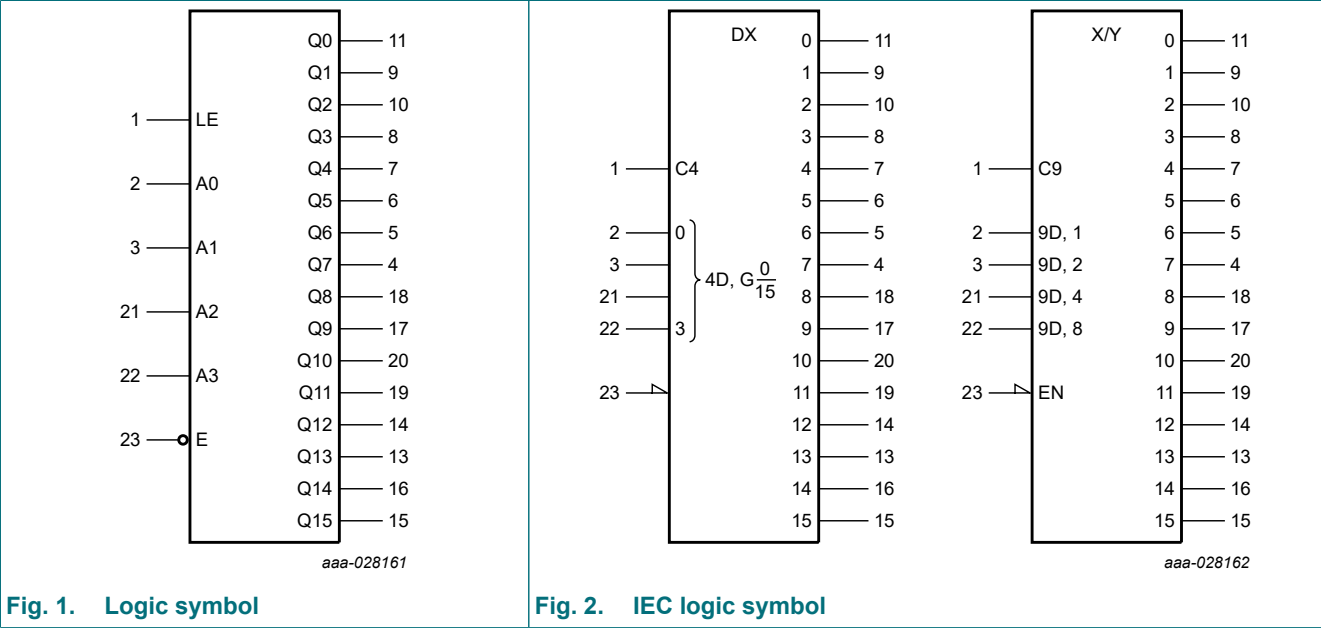 Q0 11
Q1 9
Q2 10
1 LE
Q3 8
Q4 7
2 A0
Q5 6
Q6 5
3 A1
Q7 4
Q8 18
21 A2
Q9 17
Q10 20
22 A3
Q11 19
Q12 14
23 E
Q13 13
Q14 16
Q15 15
aaa-028161
Fig. 1. Logic symbol
DX
0 11
1 9
2 10
3 8
1 C4
4 7
5 6
2 0
6 5
3
7 4
4D, G 0
15
21
8 18
22 3
9 17
10 20
23
11 19
12 14
13 13
14 16
15 15
X/Y
0 11
1 9
2 10
3 8
1 C9
4 7
5 6
2 9D, 1
6 5
3 9D, 2
7 4
21 9D, 4
8 18
22 9D, 8
9 17
10 20
23 EN
11 19
12 14
13 13
14 16
15 15
aaa-028162
Fig. 2. IEC logic symbol